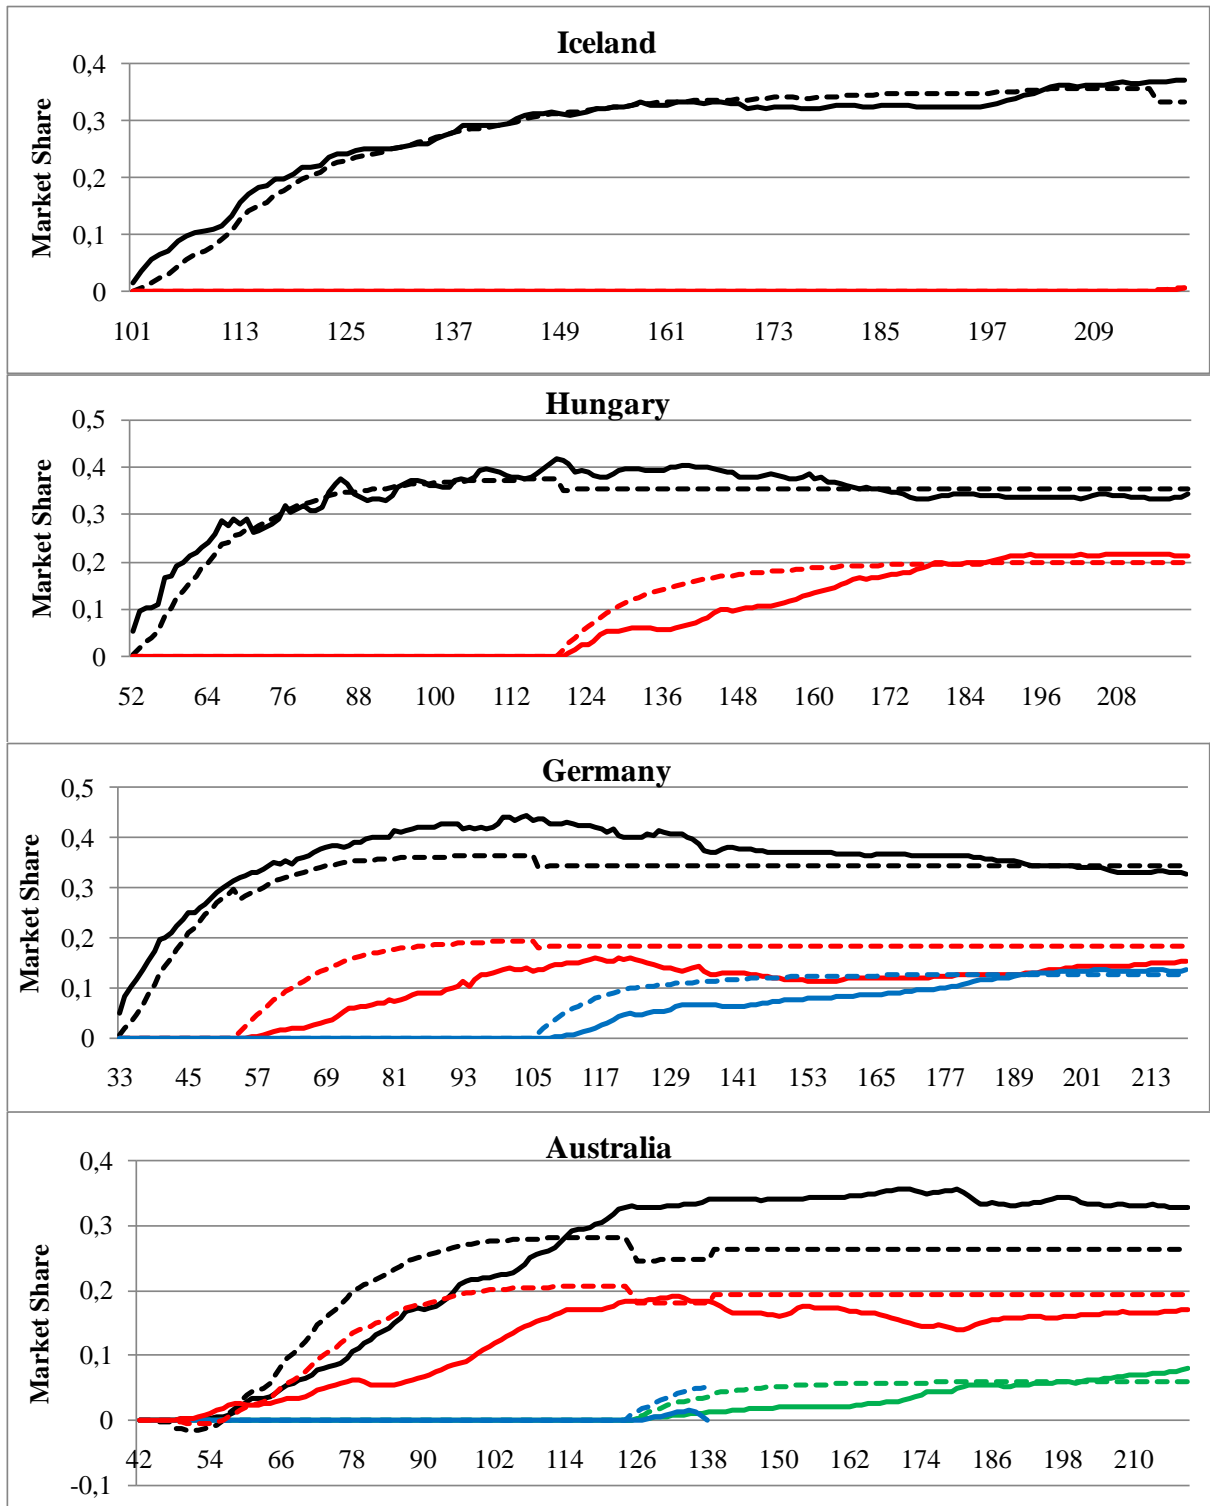 Iceland
Market Share
0,4
0,3
0,2
0,1
0
101 113 125 137 149 161 173 185 197 209
Hungary
Market Share
0,5
0,4
0,3
0,2
0,1
0
52 64 76 88 100 112 124 136 148 160 172 184 196 208
Germany
Market Share
0,5
0,4
0,3
0,2
0,1
0
33 45 57 69 81 93 105 117 129 141 153 165 177 189 201 213
Australia
Market Share
0,4
0,3
0,2
0,1
0
42 54 66 78 90 102 114 126 138 150 162 174 186 198 210
-0,1